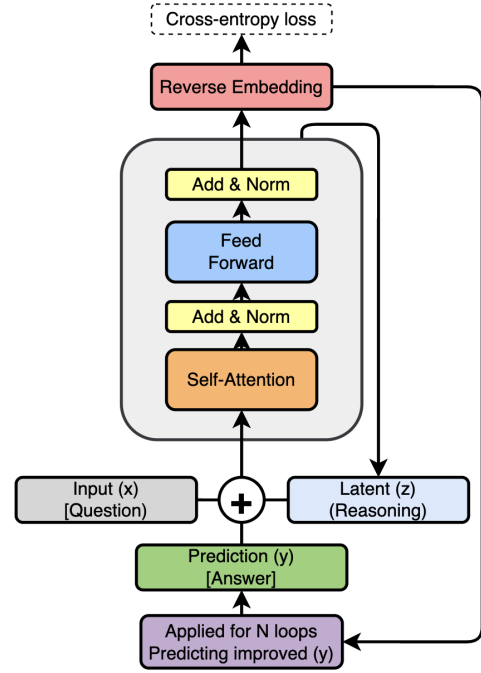 Cross-entropy loss
Reverse Embedding
Add & Norm
Feed
Forward
Add & Norm
Self-Attention
Input (x)
[Question)
+
Latent (z)
(Reasoning)
Prediction (y)
[Answer]
Applied for N loops
Predicting improved (y)